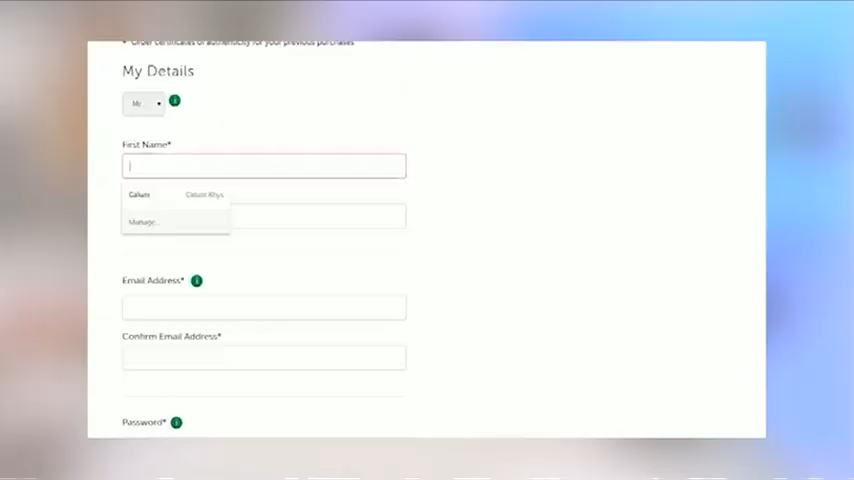 Order certificates of authenticity for your previous purchases
My Details
Mr
First Name*
Calum Calum Rhys
Manage...
Email Address*
Confirm Email Address*
Password*